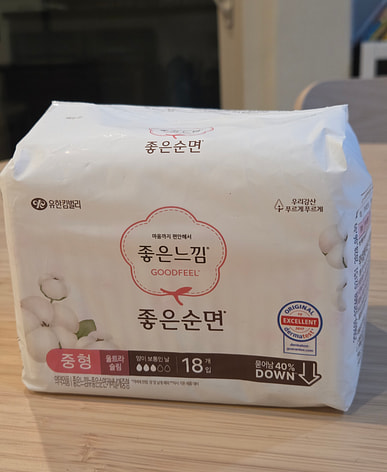 좋은순면
유한킴벌리
우리강산
푸르게 푸르게
마음까지 편안해서
좋은느낌
GOODFEEL
좋은순면
ORIGINAL
EXCELLENT
dermatest
중형
울트라
슬림
양이 보통인 날
18개입
묻어남 40%
DOWN